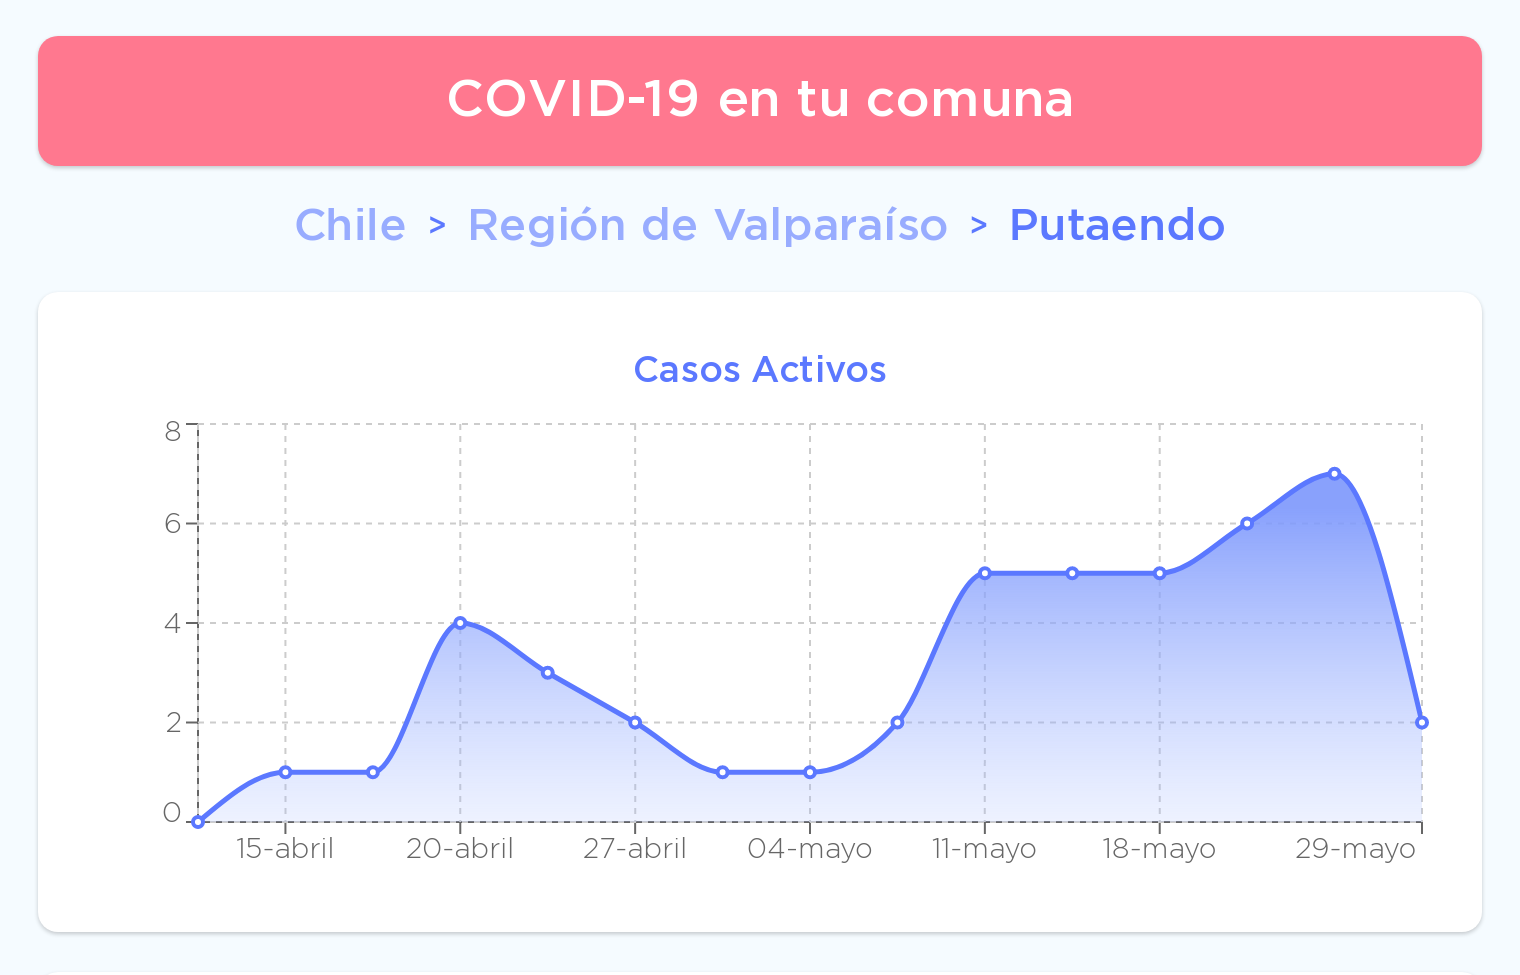 COVID-19 en tu comuna
Chile > Región de Valparaíso > Putaendo
Casos Activos
8
6
4
2
0
15-abril 20-abril 27-abril 04-mayo 11-mayo 18-mayo 29-mayo